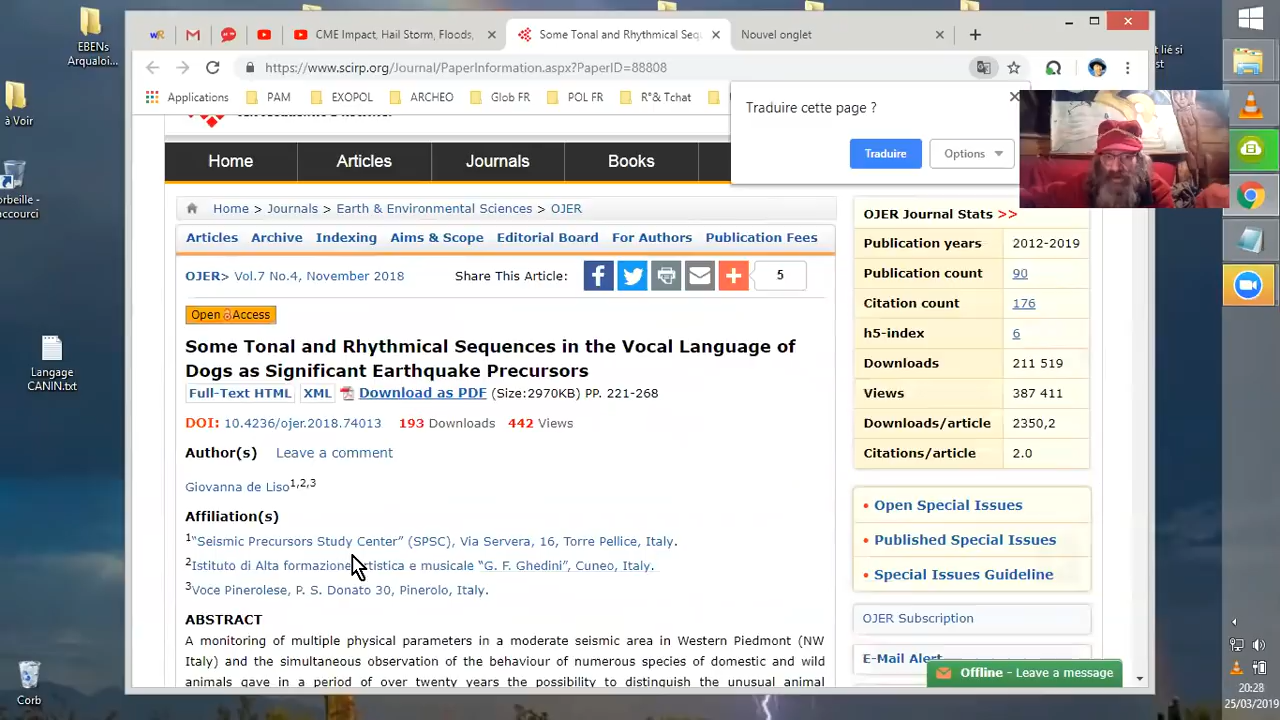 EBENs
Arqualoi...
à Voir
orbeille -
accourci
Langage
CANIN.txt
Corb
CME Impact, Hail Storm, Floods,
Some Tonal and Rhythmical Seq
Nouvel onglet
https://www.scirp.org/Journal/PaperInformation.aspx?PaperID=88808
Applications PAM EXOPOL ARCHEO Glob FR POL FR R°& Tchat
Traduire cette page ?
Traduire Options
lié si
st
Home Articles Journals Books
Home > Journals > Earth & Environmental Sciences > OJER
Articles Archive Indexing Aims & Scope Editorial Board For Authors Publication Fees
OJER> Vol.7 No.4, November 2018 Share This Article: 5
Open Access
Some Tonal and Rhythmical Sequences in the Vocal Language of
Dogs as Significant Earthquake Precursors
Full-Text HTML XML Download as PDF (Size:2970KB) PP. 221-268
DOI: 10.4236/ojer.2018.74013 193 Downloads 442 Views
Author(s) Leave a comment
Giovanna de Liso1,2,3
Affiliation(s)
1“Seismic Precursors Study Center” (SPSC), Via Servera, 16, Torre Pellice, Italy.
2Istituto di Alta formazione artistica e musicale “G. F. Ghedini”, Cuneo, Italy.
3Voce Pinerolese, P. S. Donato 30, Pinerolo, Italy.
ABSTRACT
A monitoring of multiple physical parameters in a moderate seismic area in Western Piedmont (NW
Italy) and the simultaneous observation of the behaviour of numerous species of domestic and wild
animals gave in a period of over twenty years the possibility to distinguish the unusual animal
OJER Journal Stats >>
Publication years 2012-2019
Publication count 90
Citation count 176
h5-index 6
Downloads 211 519
Views 387 411
Downloads/article 2350,2
Citations/article 2.0
Open Special Issues
Published Special Issues
Special Issues Guideline
OJER Subscription
E-Mail Alert
Offline - Leave a message
20:28
25/03/2019